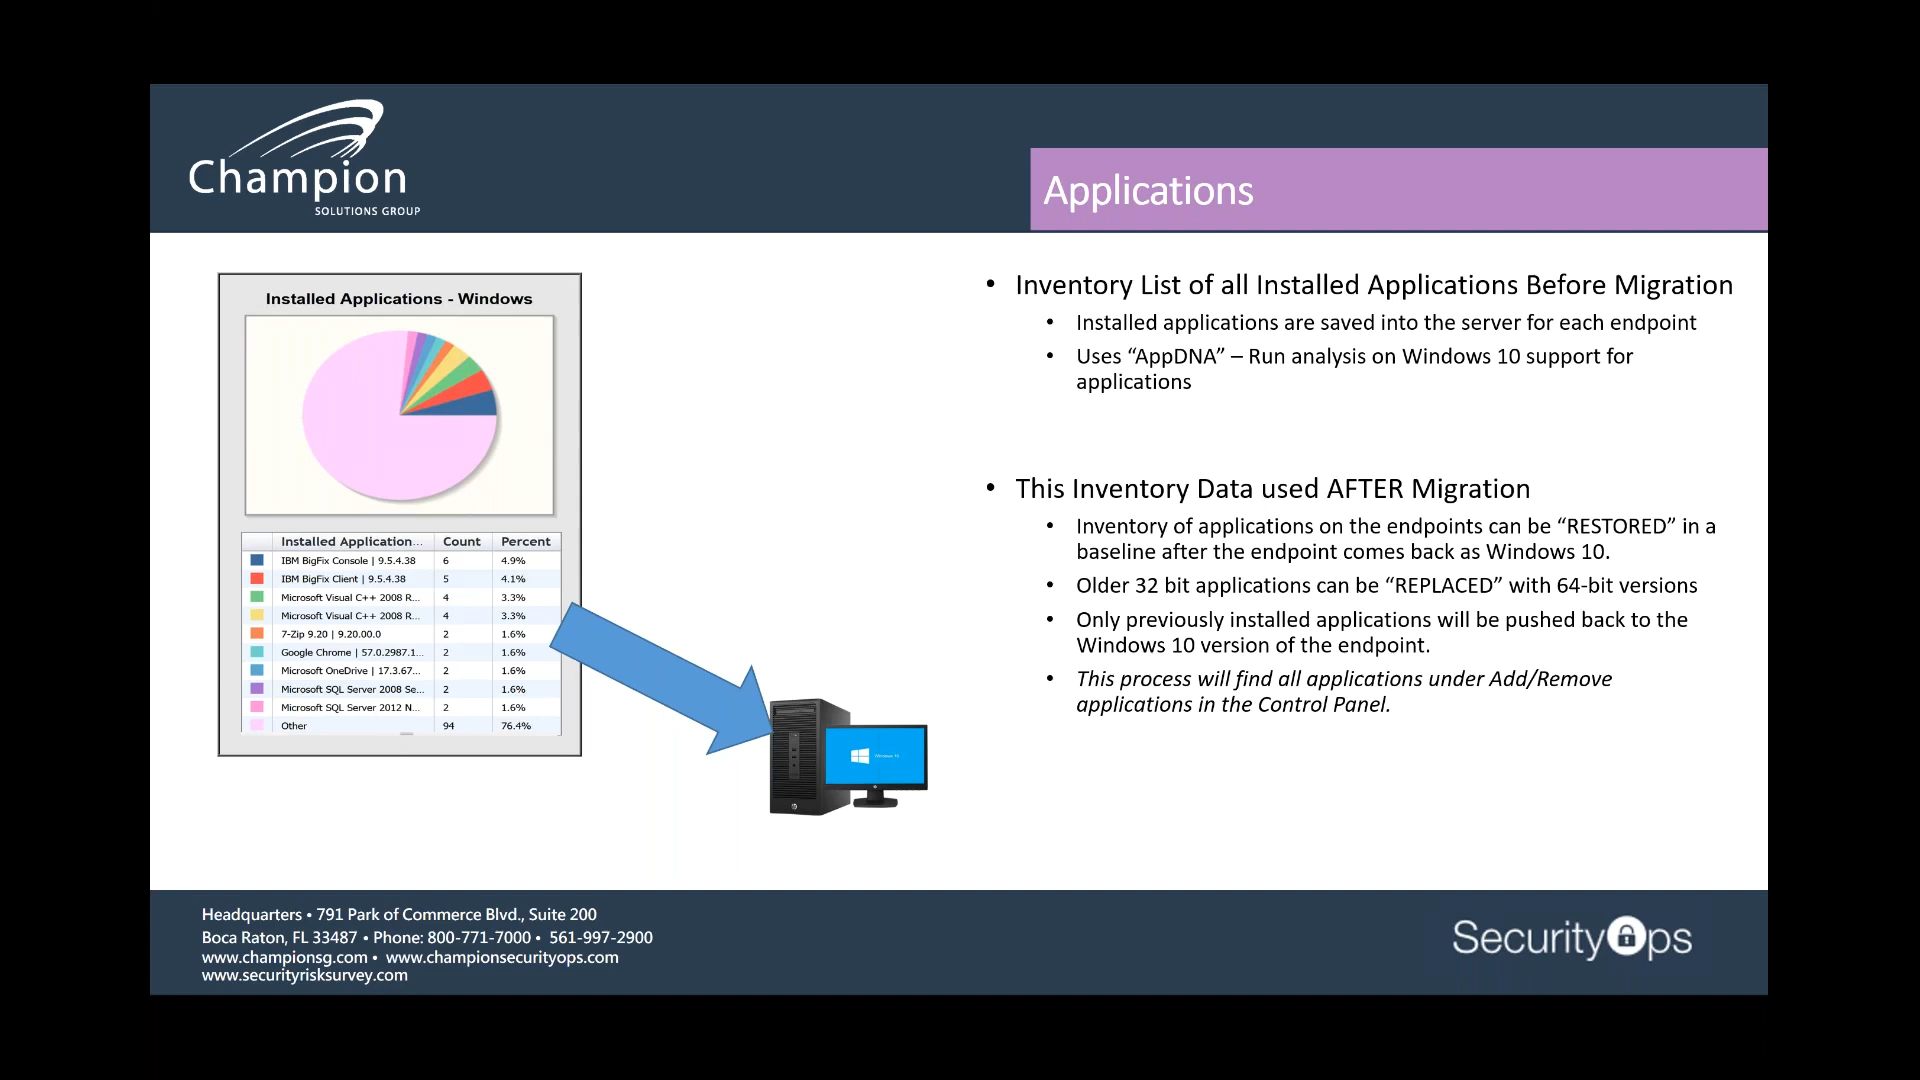 Champion
SOLUTIONS GROUP
Applications
Installed Applications - Windows
Installed Application... Count Percent
IBM BigFix Console | 9.5.4.38 6 4.9%
IBM BigFix Client | 9.5.4.38 5 4.1%
Microsoft Visual C++ 2008 R... 4 3.3%
Microsoft Visual C++ 2008 R... 4 3.3%
7-Zip 9.20 | 9.20.00.0 2 1.6%
Google Chrome | 57.0.2987.1... 2 1.6%
Microsoft OneDrive | 17.3.67... 2 1.6%
Microsoft SQL Server 2008 Se... 2 1.6%
Microsoft SQL Server 2012 N... 2 1.6%
Other 94 76.4%
Windows 10
• Inventory List of all Installed Applications Before Migration
• Installed applications are saved into the server for each endpoint
• Uses “AppDNA” – Run analysis on Windows 10 support for
applications
• This Inventory Data used AFTER Migration
• Inventory of applications on the endpoints can be “RESTORED” in a
baseline after the endpoint comes back as Windows 10.
• Older 32 bit applications can be “REPLACED” with 64-bit versions
• Only previously installed applications will be pushed back to the
Windows 10 version of the endpoint.
• This process will find all applications under Add/Remove
applications in the Control Panel.
Headquarters • 791 Park of Commerce Blvd., Suite 200
Boca Raton, FL 33487 • Phone: 800-771-7000 • 561-997-2900
www.championsg.com • www.championsecurityops.com
www.securityrisksurvey.com
SecurityOps